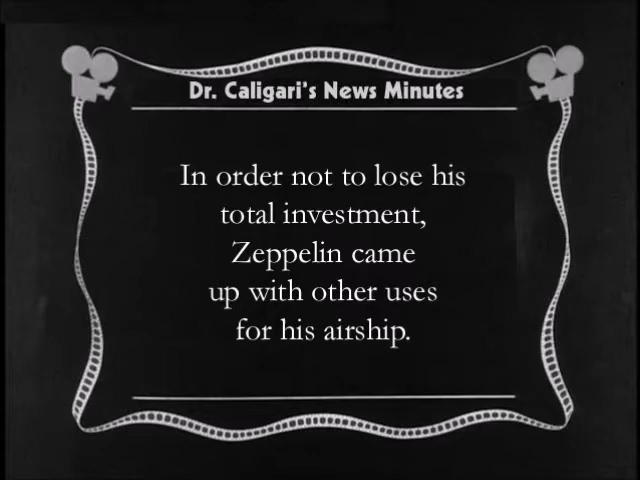 Dr. Caligari's News Minutes
In order not to lose his
total investment,
Zeppelin came
up with other uses
for his airship.